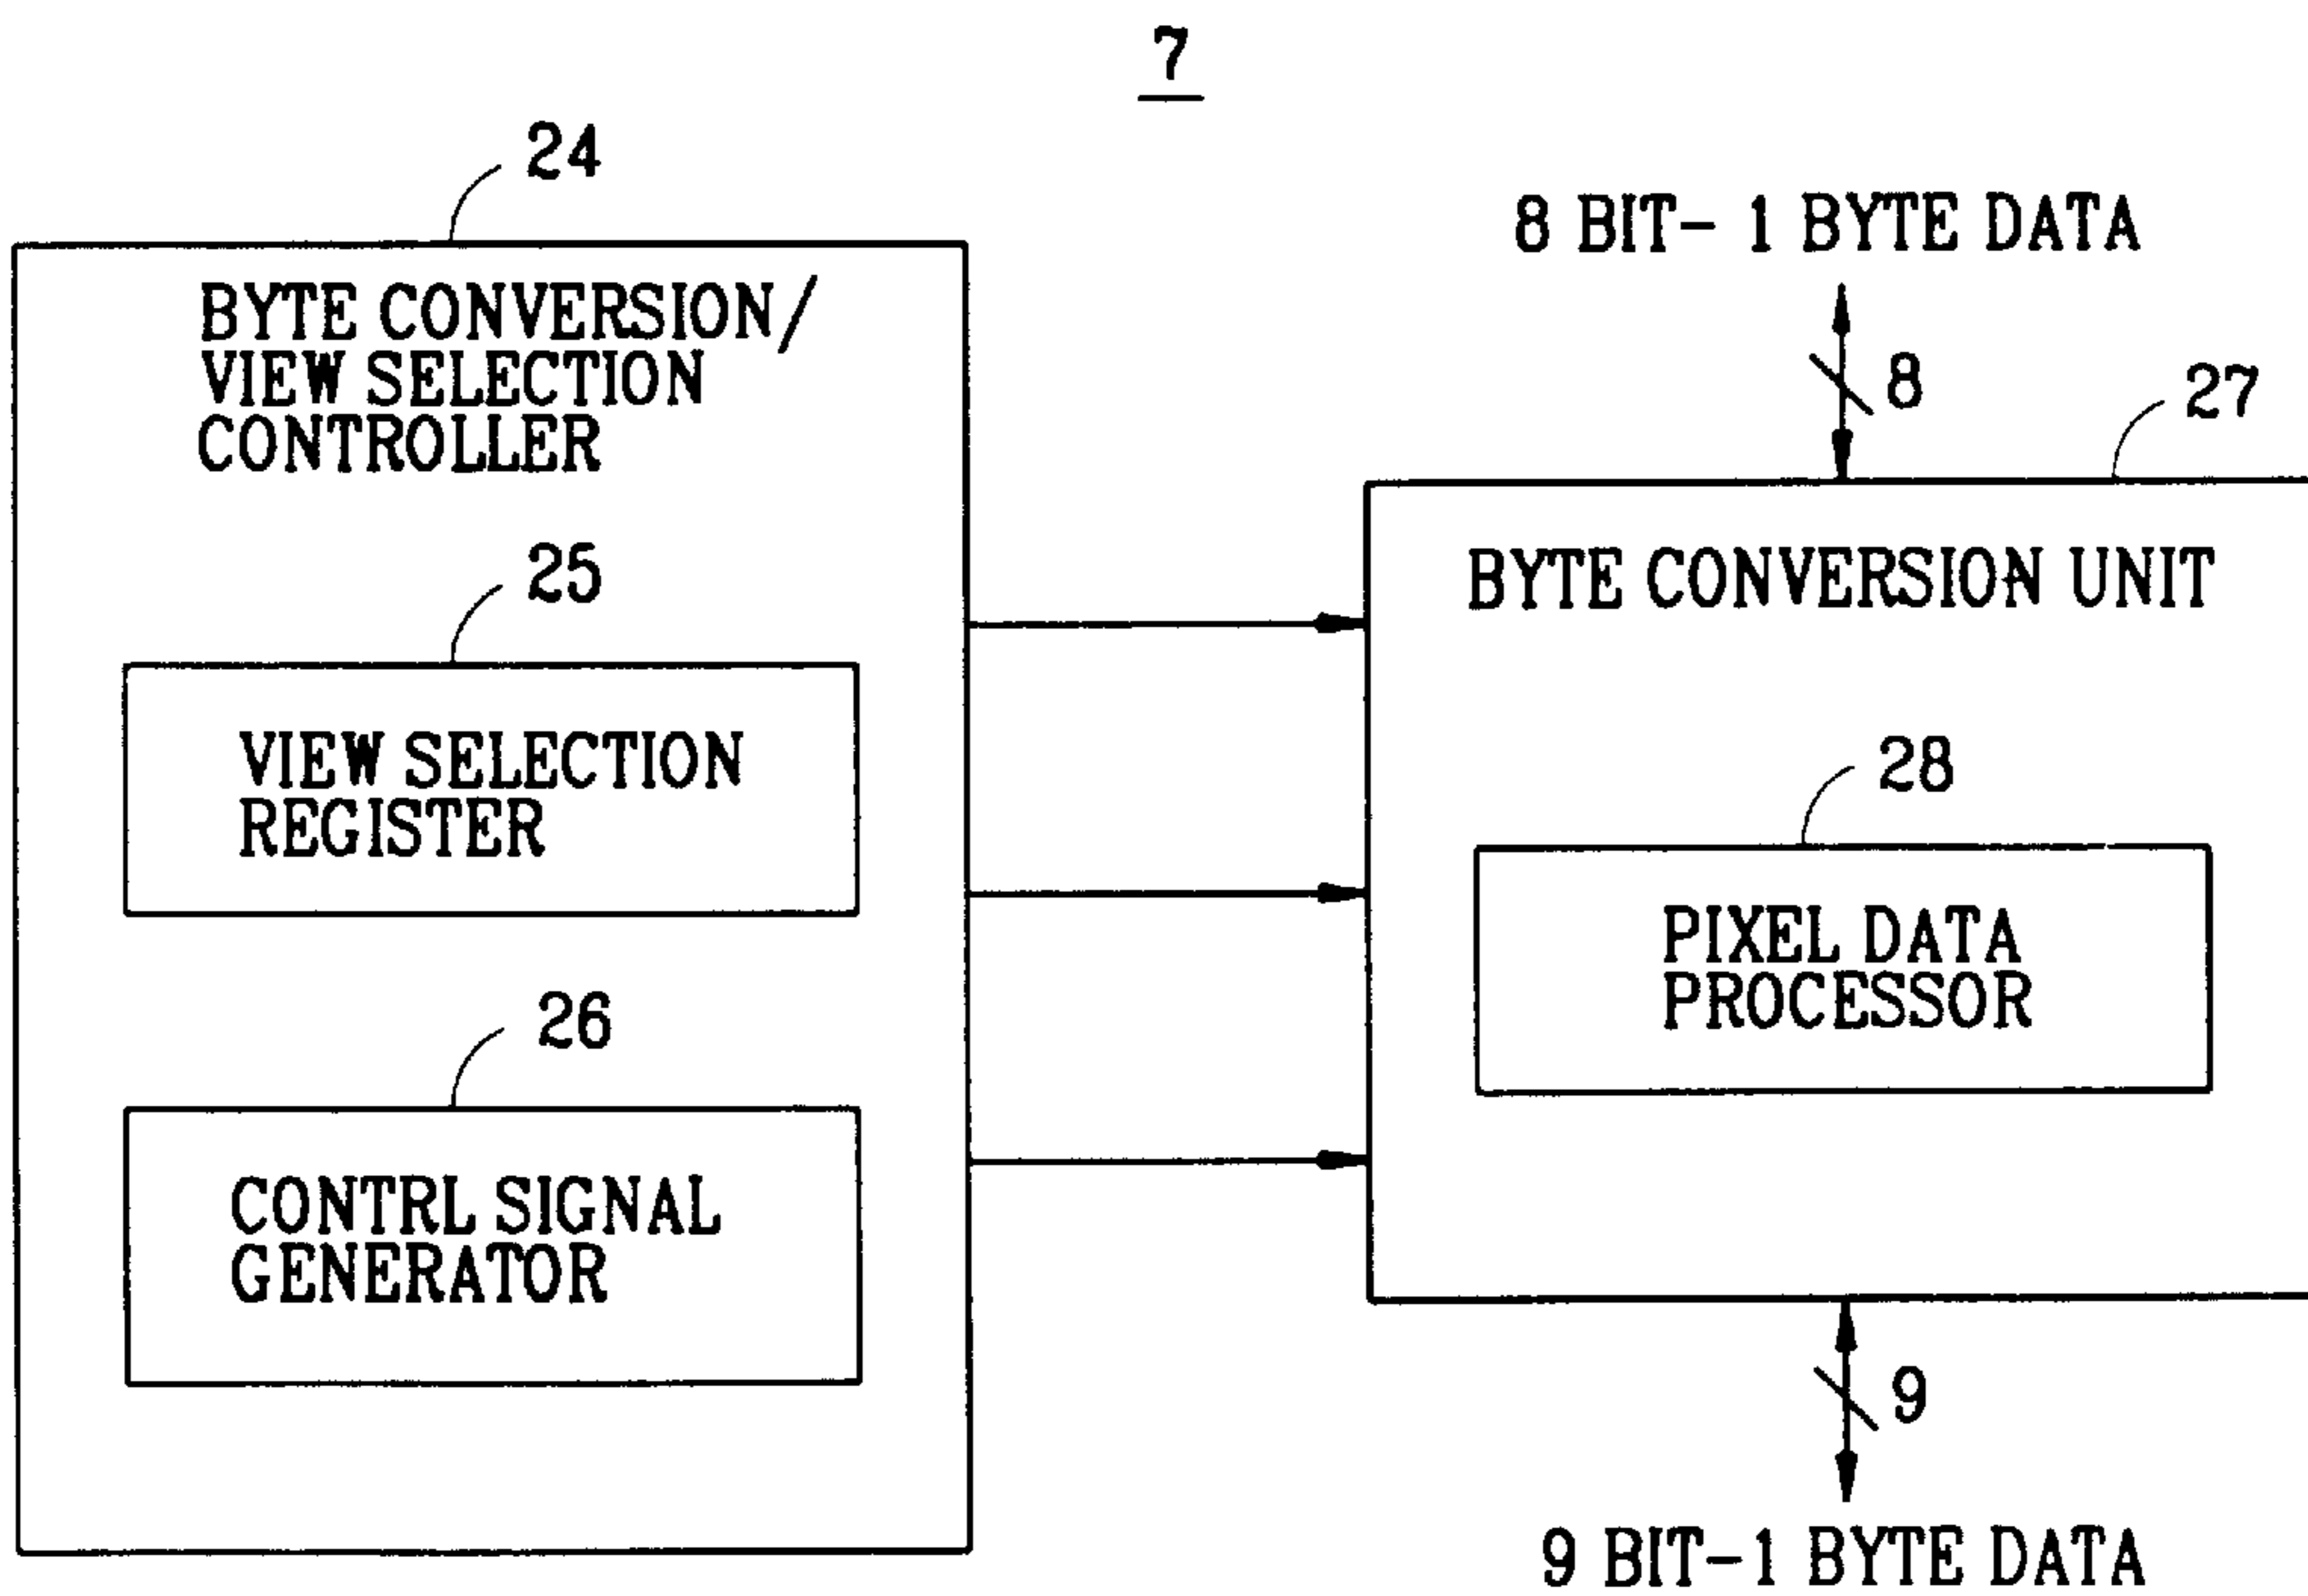 7
24
BYTE CONVERSION/
VIEW SELECTION
CONTROLLER
25
VIEW SELECTION
REGISTER
26
CONTRL SIGNAL
GENERATOR
8 BIT- 1 BYTE DATA
8
27
BYTE CONVERSION UNIT
28
PIXEL DATA
PROCESSOR
9
9 BIT-1 BYTE DATA